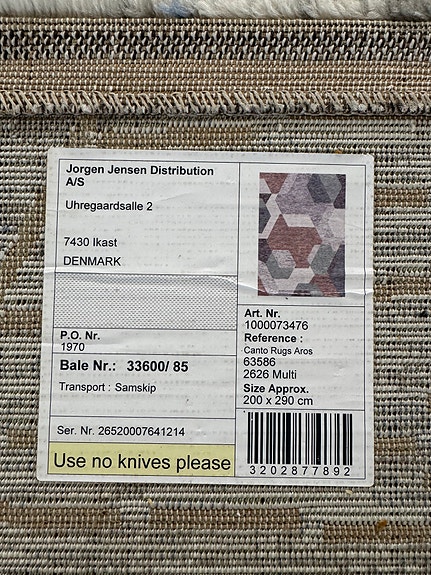 Jorgen Jensen Distribution
A/S
Uhregaardsalle 2
7430 Ikast
DENMARK
P.O. Nr.
1970
Bale Nr.: 33600/ 85
Transport : Samskip
Ser. Nr. 26520007641214
Use no knives please
Art. Nr.
1000073476
Reference :
Canto Rugs Aros
63586
2626 Multi
Size Approx.
200 x 290 cm
3202877892